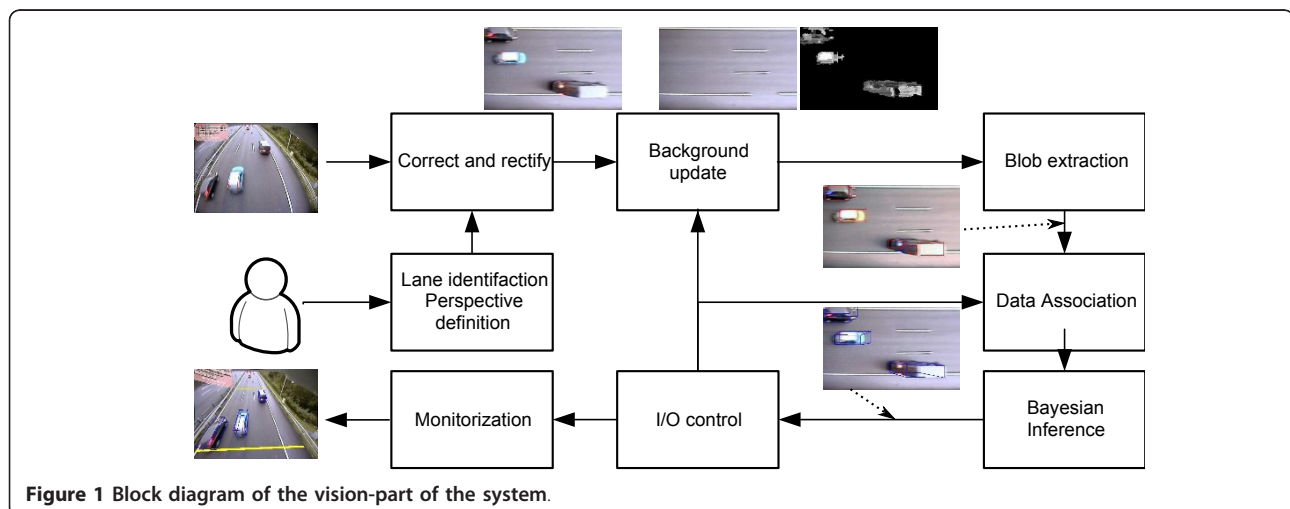 Correct and rectify
Background
update
Blob extraction
Lane identifaction
Perspective
definition
Data Association
Monitorization
I/O control
Bayesian
Inference
Figure 1 Block diagram of the vision-part of the system.